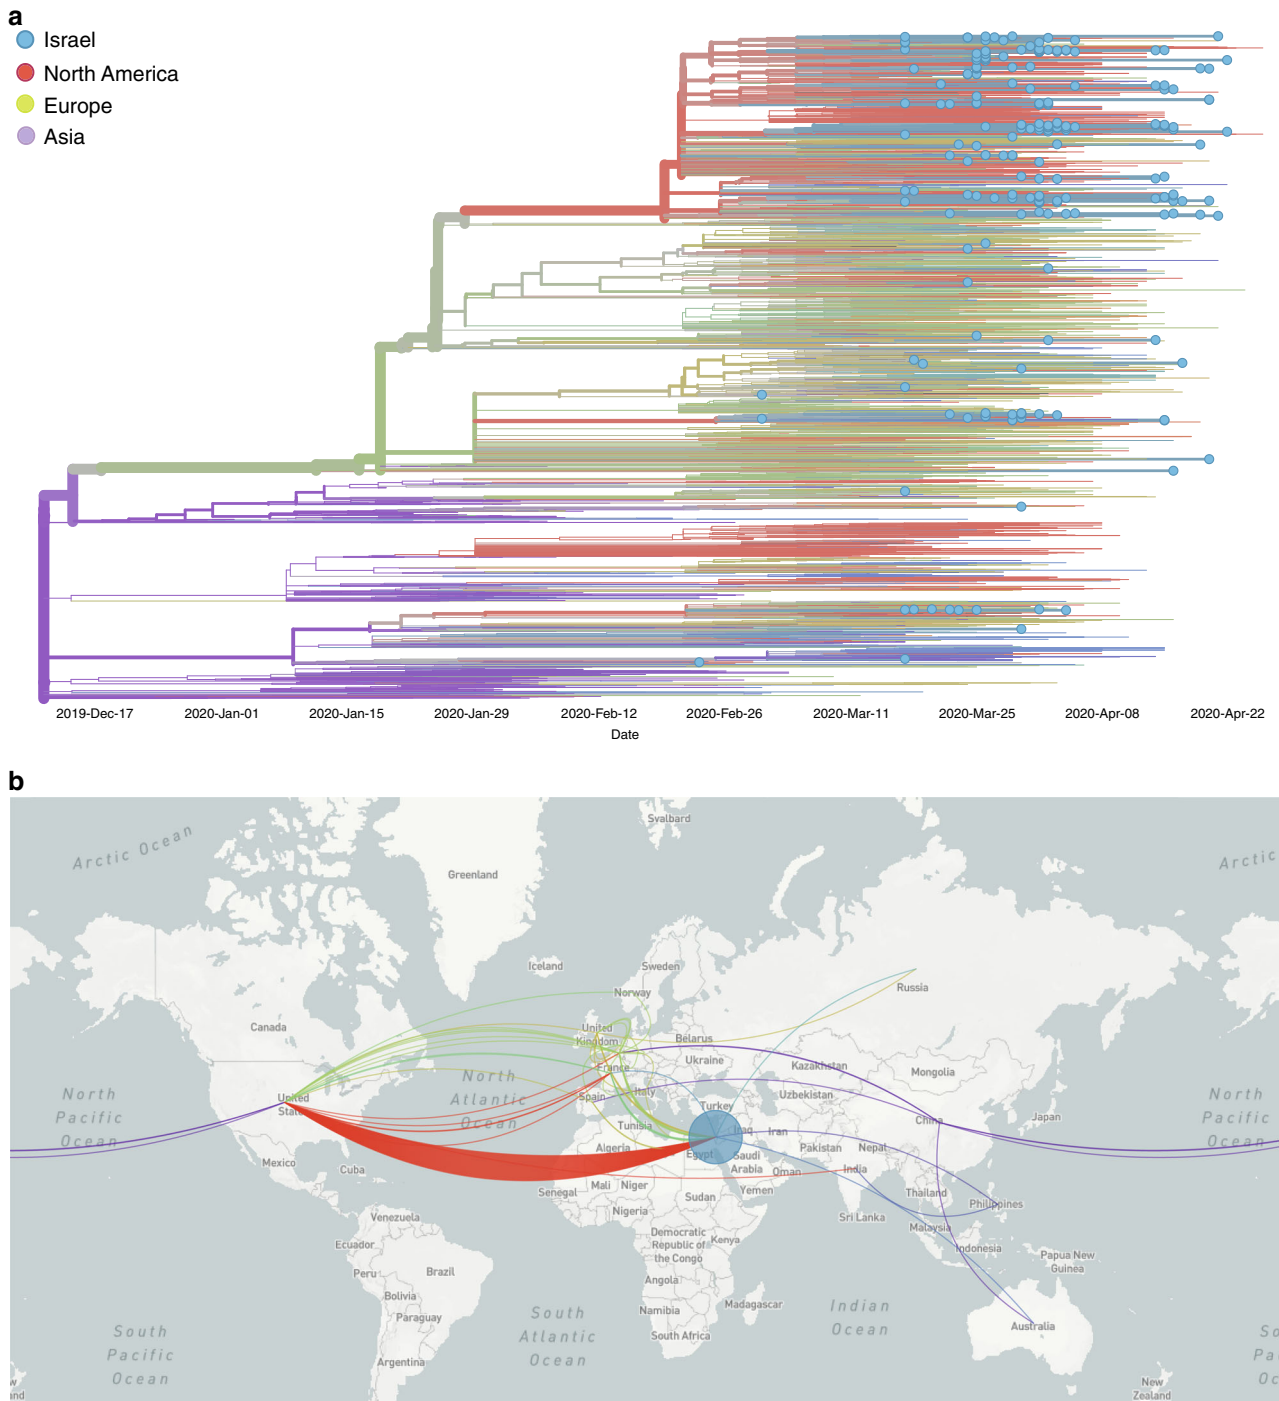 a
Israel
North America
Europe
Asia
2019-Dec-17
2020-Jan-01
2020-Jan-15
2020-Jan-29
2020-Feb-12
2020-Feb-26
2020-Mar-11
2020-Mar-25
2020-Apr-08
2020-Apr-22
Date
b
Svalbard
Arctic Ocean
Arctic
Greenland
Iceland
Sweden
Norway
Russia
Canada
United
Kingdom
Belarus
Ukraine
Kazakhstan
Mongolia
France
North
Pacific
Ocean
North
Atlantic
Ocean
North
Pacific
Ocean
United
States
Spain
Italy
Turkey
Uzbekistan
China
Japan
Tunisia
Iraq
Iran
Algeria
Egypt
Saudi
Arabia
Pakistan
Nepal
Mexico
Cuba
Oman
India
Senegal
Mali
Niger
Sudan
Yemen
Thailand
Philippines
Nigeria
Sri Lanka
Malaysia
Venezuela
Democratic
Republic of
the Congo
Kenya
Ecuador
Indonesia
Papua New
Guinea
Peru
Brazil
Angola
Bolivia
Namibia
Madagascar
Indian
Ocean
Paraguay
South
Atlantic
Ocean
South Africa
Australia
South
Pacific
Ocean
So
Pa
Oc
Argentina
w
nd
New
Zealand